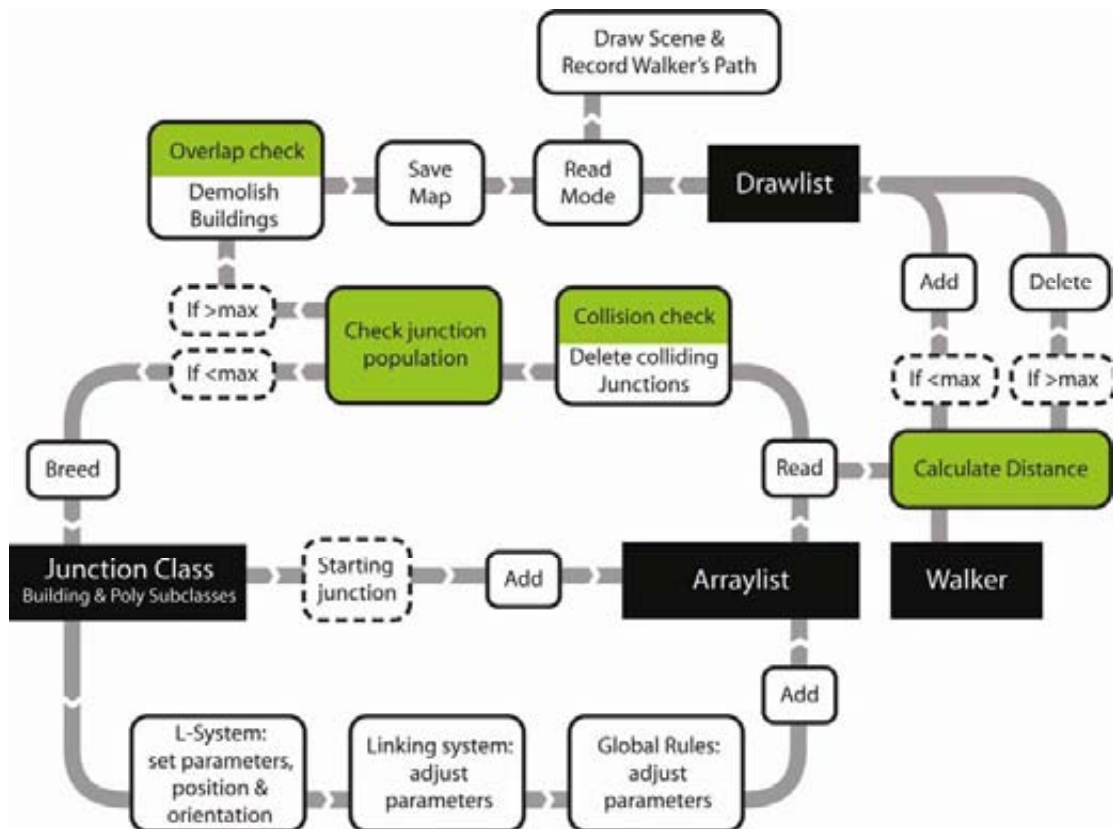 Draw Scene &
Record Walker's Path
Overlap check
Demolish
Buildings
Save
Map
Read
Mode
Drawlist
Add
Delete
If >max
Check junction
population
Collision check
Delete colliding
Junctions
If <max
If <max
If >max
Breed
Read
Calculate Distance
Junction Class
Building & Poly Subclasses
Starting
junction
Add
Arraylist
Walker
Add
L-System:
set parameters,
position &
orientation
Linking system:
adjust
parameters
Global Rules:
adjust
parameters